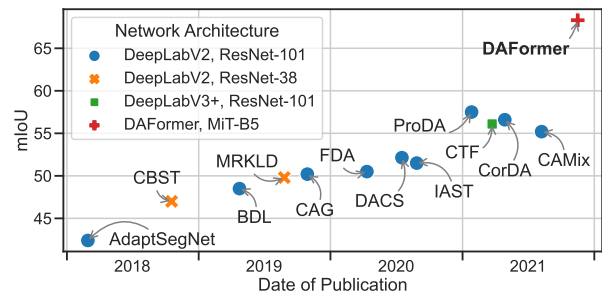 Network Architecture
DeepLabV2, ResNet-101
DeepLabV2, ResNet-38
DeepLabV3+, ResNet-101
DAFormer, MiT-B5
DAFormer
65
60
55
50
45
mIoU
ProDA
CTF
CorDA
CAMix
CBST
MRKLD
FDA
AdaptSegNet
BDL
CAG
DACS
IAST
2018
2019
2020
2021
Date of Publication